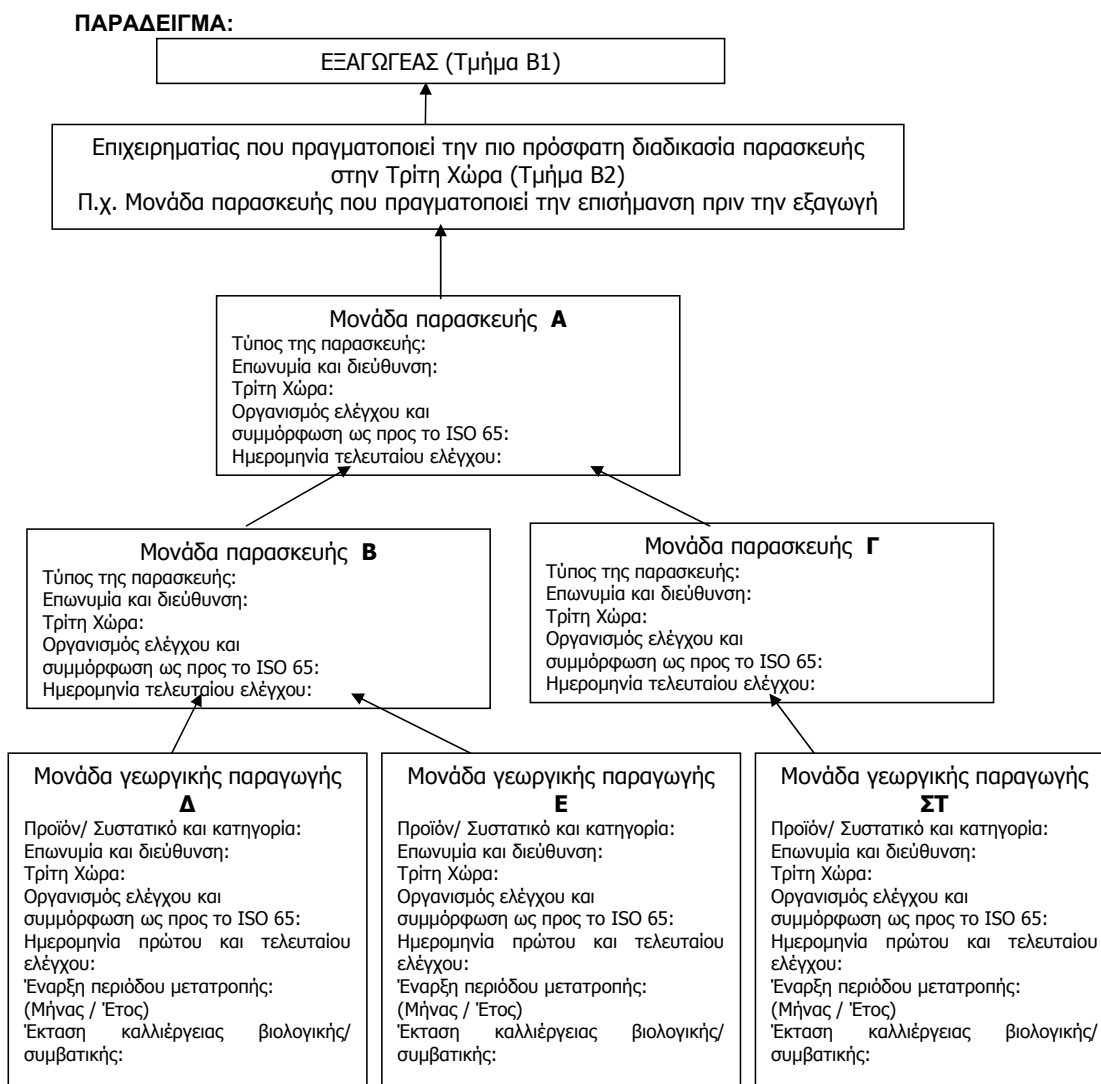 ΠΑΡΑΔΕΙΓΜΑ:
ΕΞΑΓΩΓΕΑΣ (Τμήμα Β1)
Επιχειρηματίας που πραγματοποιεί την πιο πρόσφατη διαδικασία παρασκευής
στην Τρίτη Χώρα (Τμήμα Β2)
Π.χ. Μονάδα παρασκευής που πραγματοποιεί την επισήμανση πριν την εξαγωγή
Μονάδα παρασκευής Α
Τύπος της παρασκευής:
Επωνυμία και διεύθυνση:
Τρίτη Χώρα:
Οργανισμός ελέγχου και
συμμόρφωση ως προς το ISO 65:
Ημερομηνία τελευταίου ελέγχου:
Μονάδα παρασκευής Β
Τύπος της παρασκευής:
Επωνυμία και διεύθυνση:
Τρίτη Χώρα:
Οργανισμός ελέγχου και
συμμόρφωση ως προς το ISO 65:
Ημερομηνία τελευταίου ελέγχου:
Μονάδα παρασκευής Γ
Τύπος της παρασκευής:
Επωνυμία και διεύθυνση:
Τρίτη Χώρα:
Οργανισμός ελέγχου και
συμμόρφωση ως προς το ISO 65:
Ημερομηνία τελευταίου ελέγχου:
Μονάδα γεωργικής παραγωγής
Δ
Προϊόν/ Συστατικό και κατηγορία:
Επωνυμία και διεύθυνση:
Τρίτη Χώρα:
Οργανισμός ελέγχου και
συμμόρφωση ως προς το ISO 65:
Ημερομηνία πρώτου και τελευταίου
ελέγχου:
Έναρξη περιόδου μετατροπής:
(Μήνας / Έτος)
Έκταση καλλιέργειας βιολογικής/
συμβατικής:
Μονάδα γεωργικής παραγωγής
Ε
Προϊόν/ Συστατικό και κατηγορία:
Επωνυμία και διεύθυνση:
Τρίτη Χώρα:
Οργανισμός ελέγχου και
συμμόρφωση ως προς το ISO 65:
Ημερομηνία πρώτου και τελευταίου
ελέγχου:
Έναρξη περιόδου μετατροπής:
(Μήνας / Έτος)
Έκταση καλλιέργειας βιολογικής/
συμβατικής:
Μονάδα γεωργικής παραγωγής
ΣΤ
Προϊόν/ Συστατικό και κατηγορία:
Επωνυμία και διεύθυνση:
Τρίτη Χώρα:
Οργανισμός ελέγχου και
συμμόρφωση ως προς το ISO 65:
Ημερομηνία πρώτου και τελευταίου
ελέγχου:
Έναρξη περιόδου μετατροπής:
(Μήνας / Έτος)
Έκταση καλλιέργειας βιολογικής/
συμβατικής: